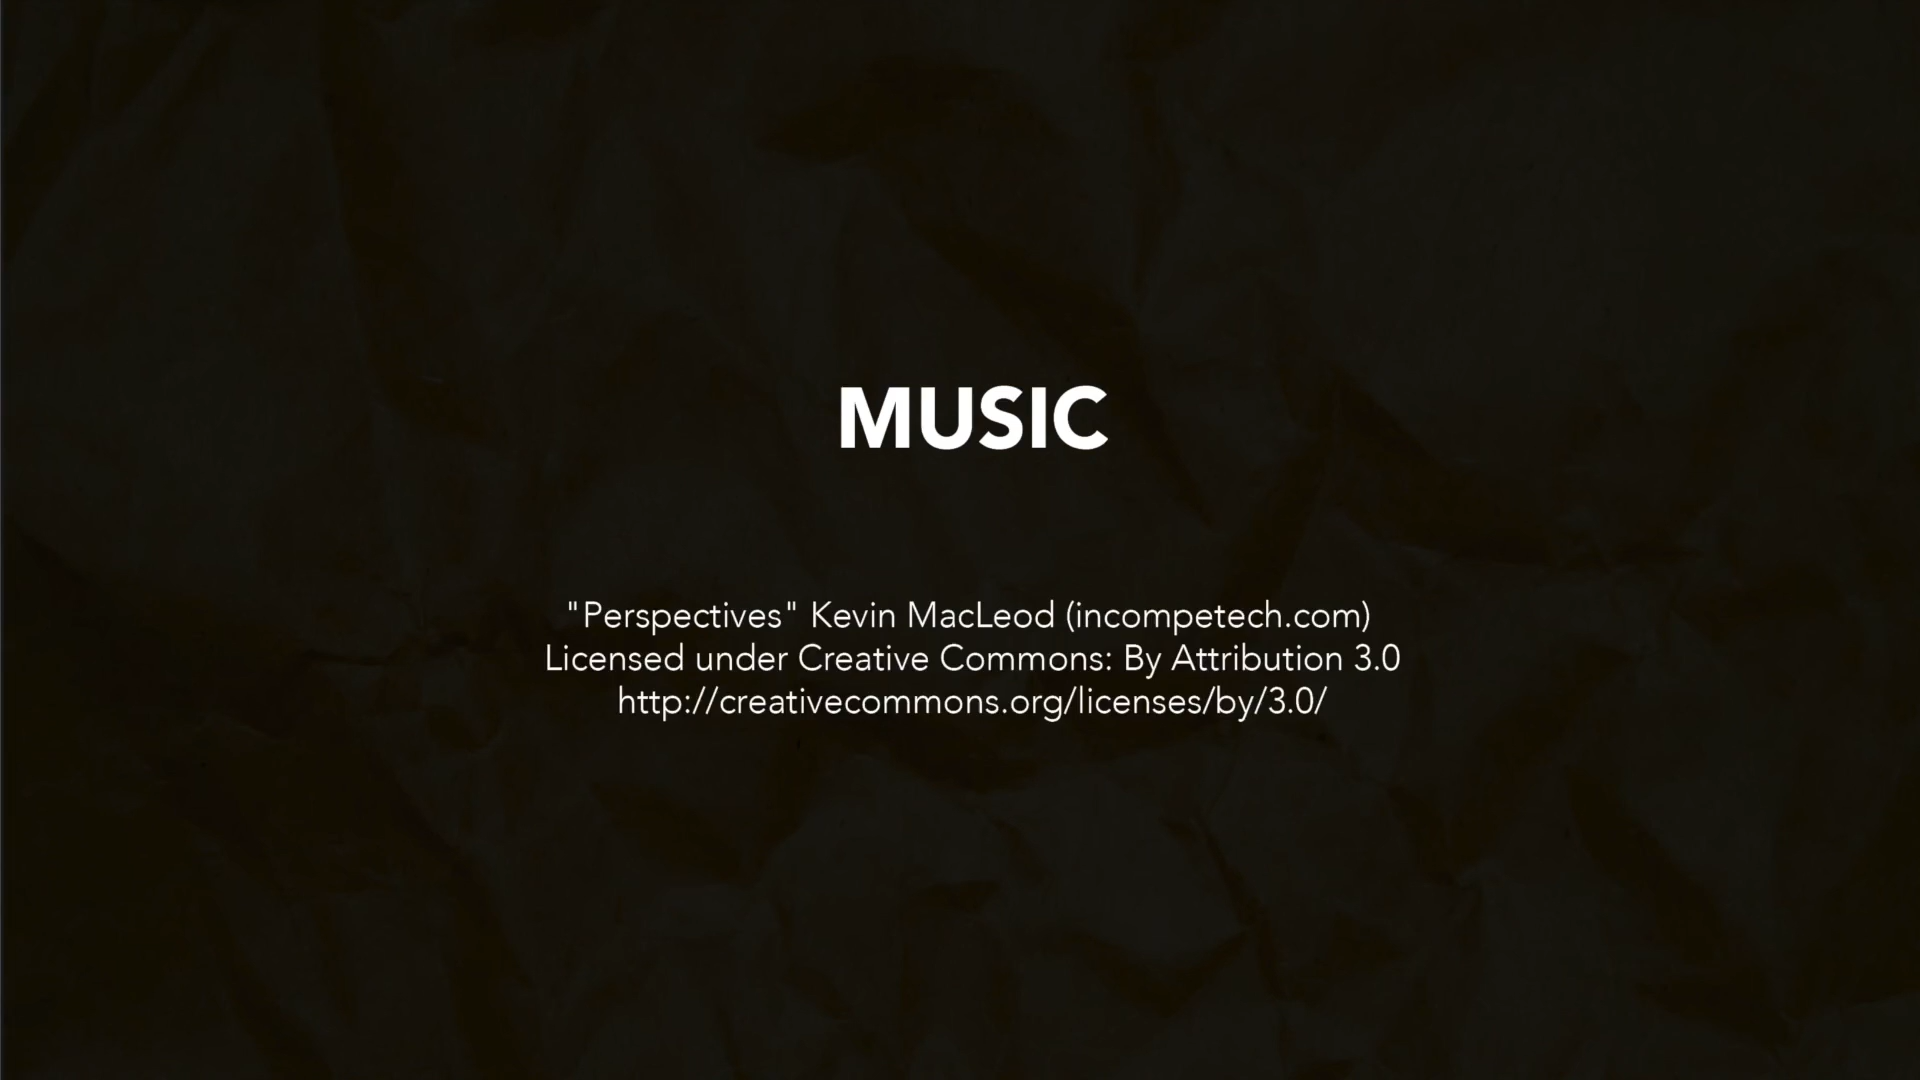 MUSIC
"Perspectives" Kevin MacLeod (incompetech.com)
Licensed under Creative Commons: By Attribution 3.0
http://creativecommons.org/licenses/by/3.0/